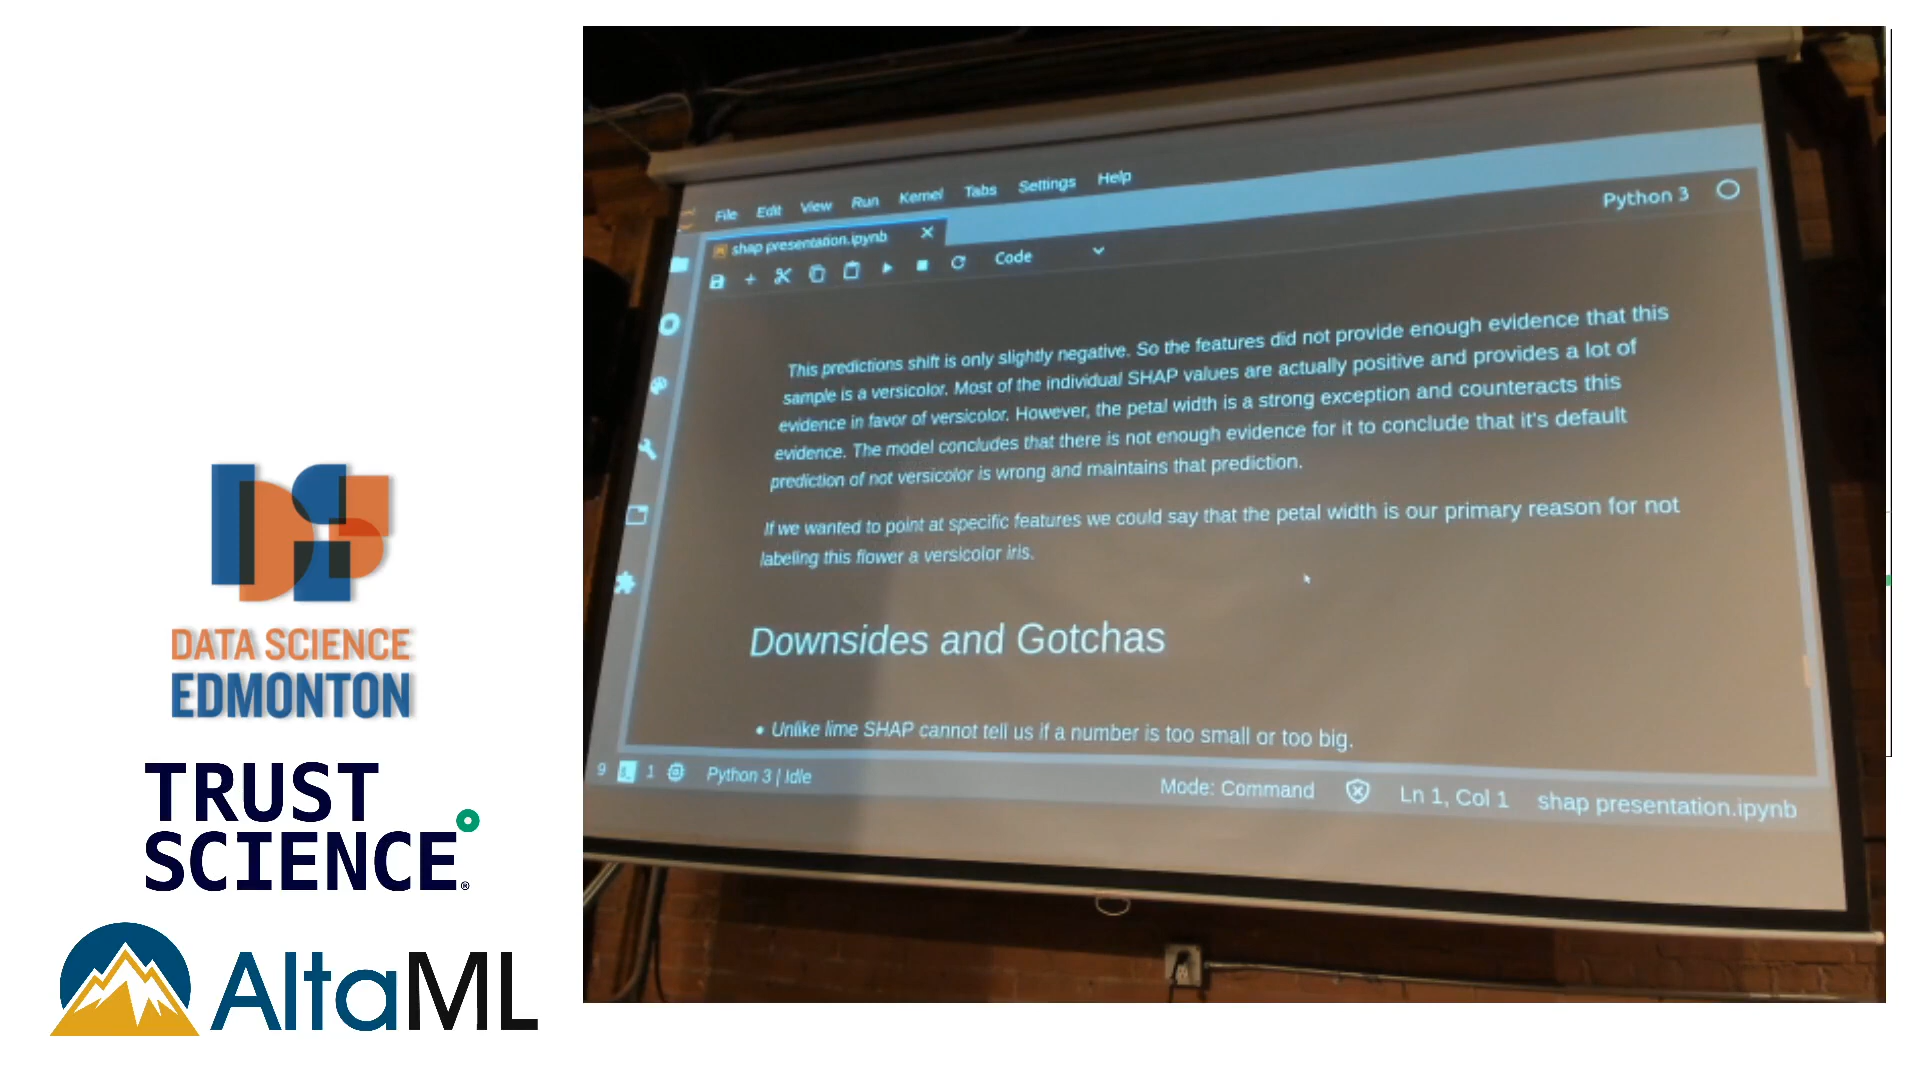 File Edit View Run Kernel Tabs Settings Help
shap presentation.ipynb
Python 3
Code
This predictions shift is only slightly negative. So the features did not provide enough evidence that this
sample is a versicolor. Most of the individual SHAP values are actually positive and provides a lot of
evidence in favor of versicolor. However, the petal width is a strong exception and counteracts this
evidence. The model concludes that there is not enough evidence for it to conclude that it's default
prediction of not versicolor is wrong and maintains that prediction.
If we wanted to point at specific features we could say that the petal width is our primary reason for not
labeling this flower a versicolor iris.
Downsides and Gotchas
• Unlike lime SHAP cannot tell us if a number is too small or too big.
9 1 Python 3 | Idle Mode: Command Ln 1, Col 1 shap presentation.ipynb
DATA SCIENCE
EDMONTON
TRUST
SCIENCE®
AltaML